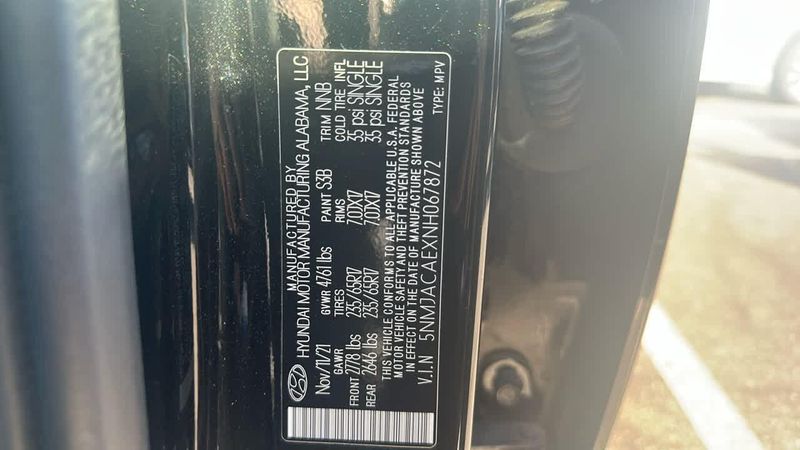 MANUFACTURED BY
HYUNDAI MOTOR MANUFACTURING ALABAMA, LLC
Nov/11/21 GVWR 4761 lbs PAINT S3B TRIM NNB
GAWR TIRES RIMS COLD TIRE INFL
FRONT 2778 lbs 235/65R17 7.0JX17 35 psi SINGLE
REAR 2646 lbs 235/65R17 7.0JX17 35 psi SINGLE
THIS VEHICLE CONFORMS TO ALL APPLICABLE U.S.A. FEDERAL
MOTOR VEHICLE SAFETY AND THEFT PREVENTION STANDARDS
IN EFFECT ON THE DATE OF MANUFACTURE SHOWN ABOVE
V.I.N 5NMJACAEXNH067872 TYPE: MPV